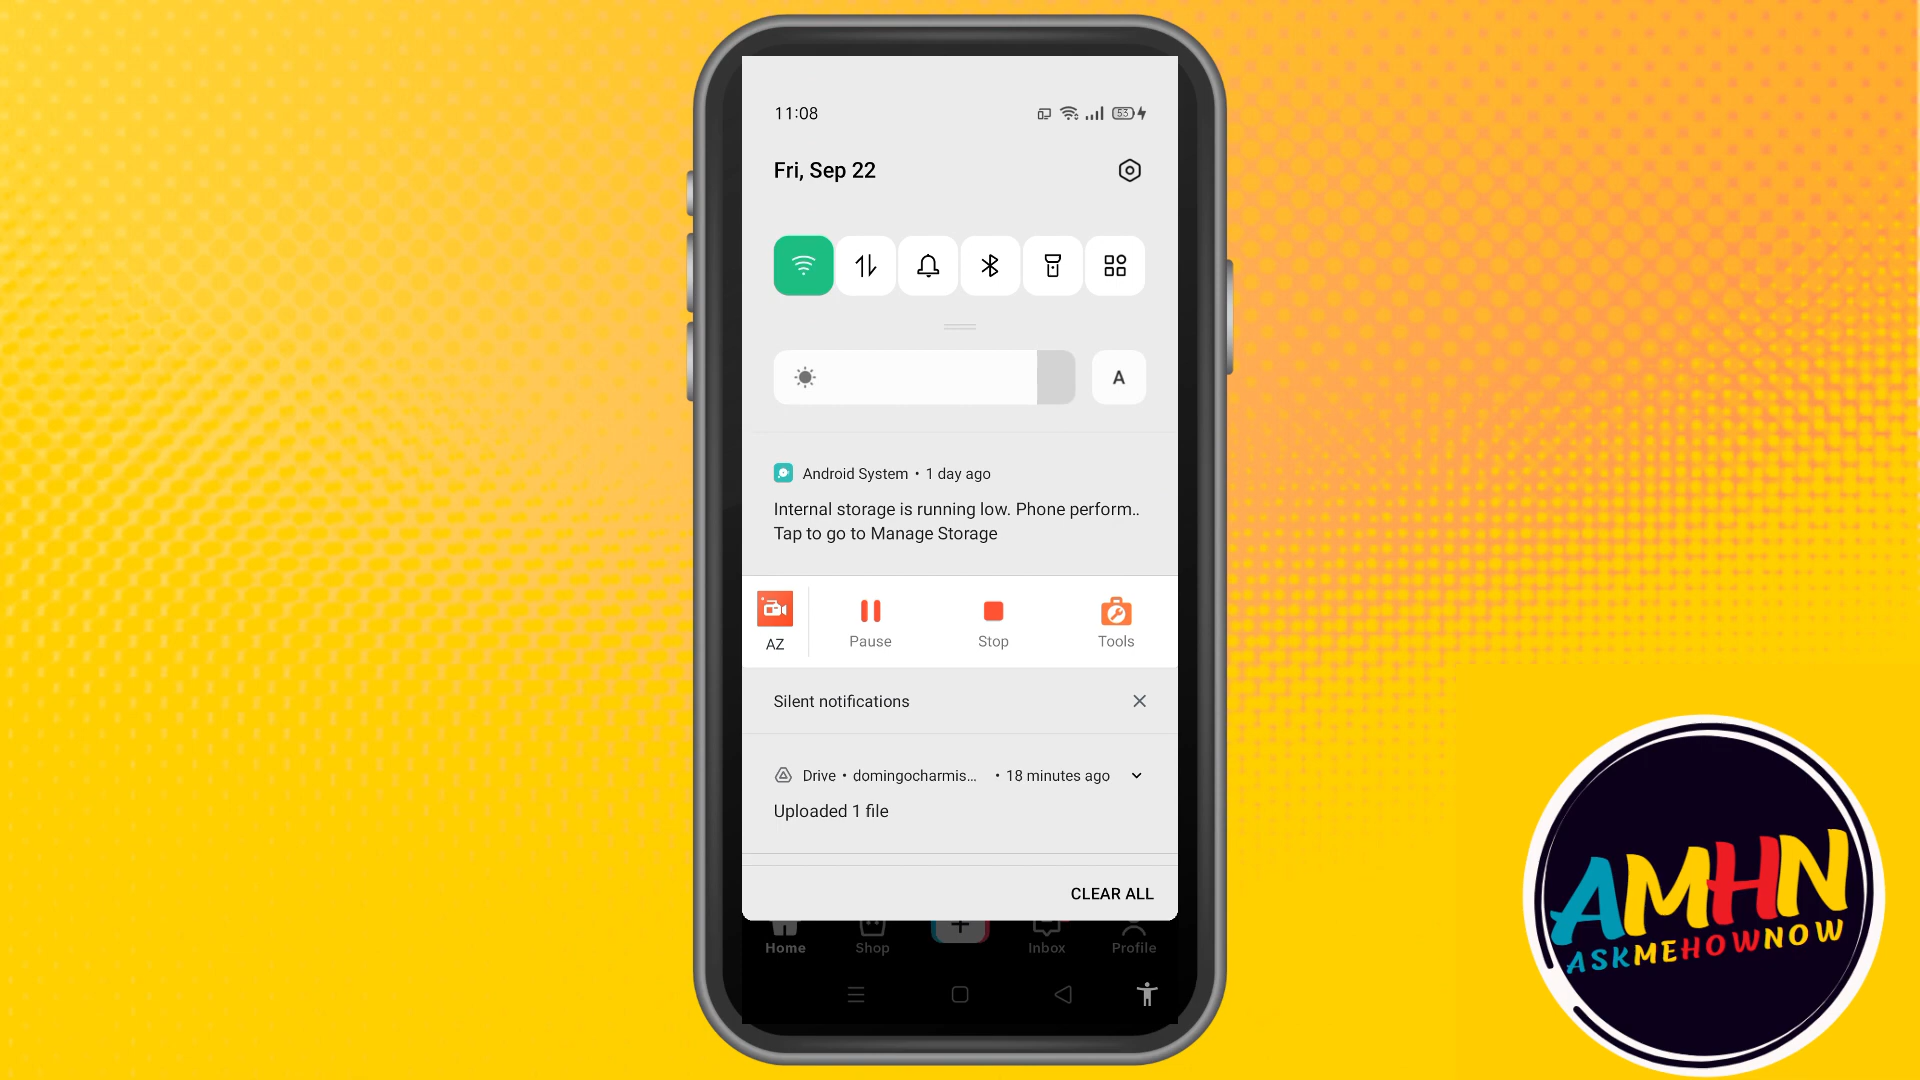 11:08
53
Fri, Sep 22
A
Android System • 1 day ago
Internal storage is running low. Phone perform..
Tap to go to Manage Storage
AZ
Pause
Stop
Tools
Silent notifications
Drive • domingocharmis... • 18 minutes ago
Uploaded 1 file
CLEAR ALL
Home
Shop
Inbox
Profile
AMHN
ASKMEHOWNOW